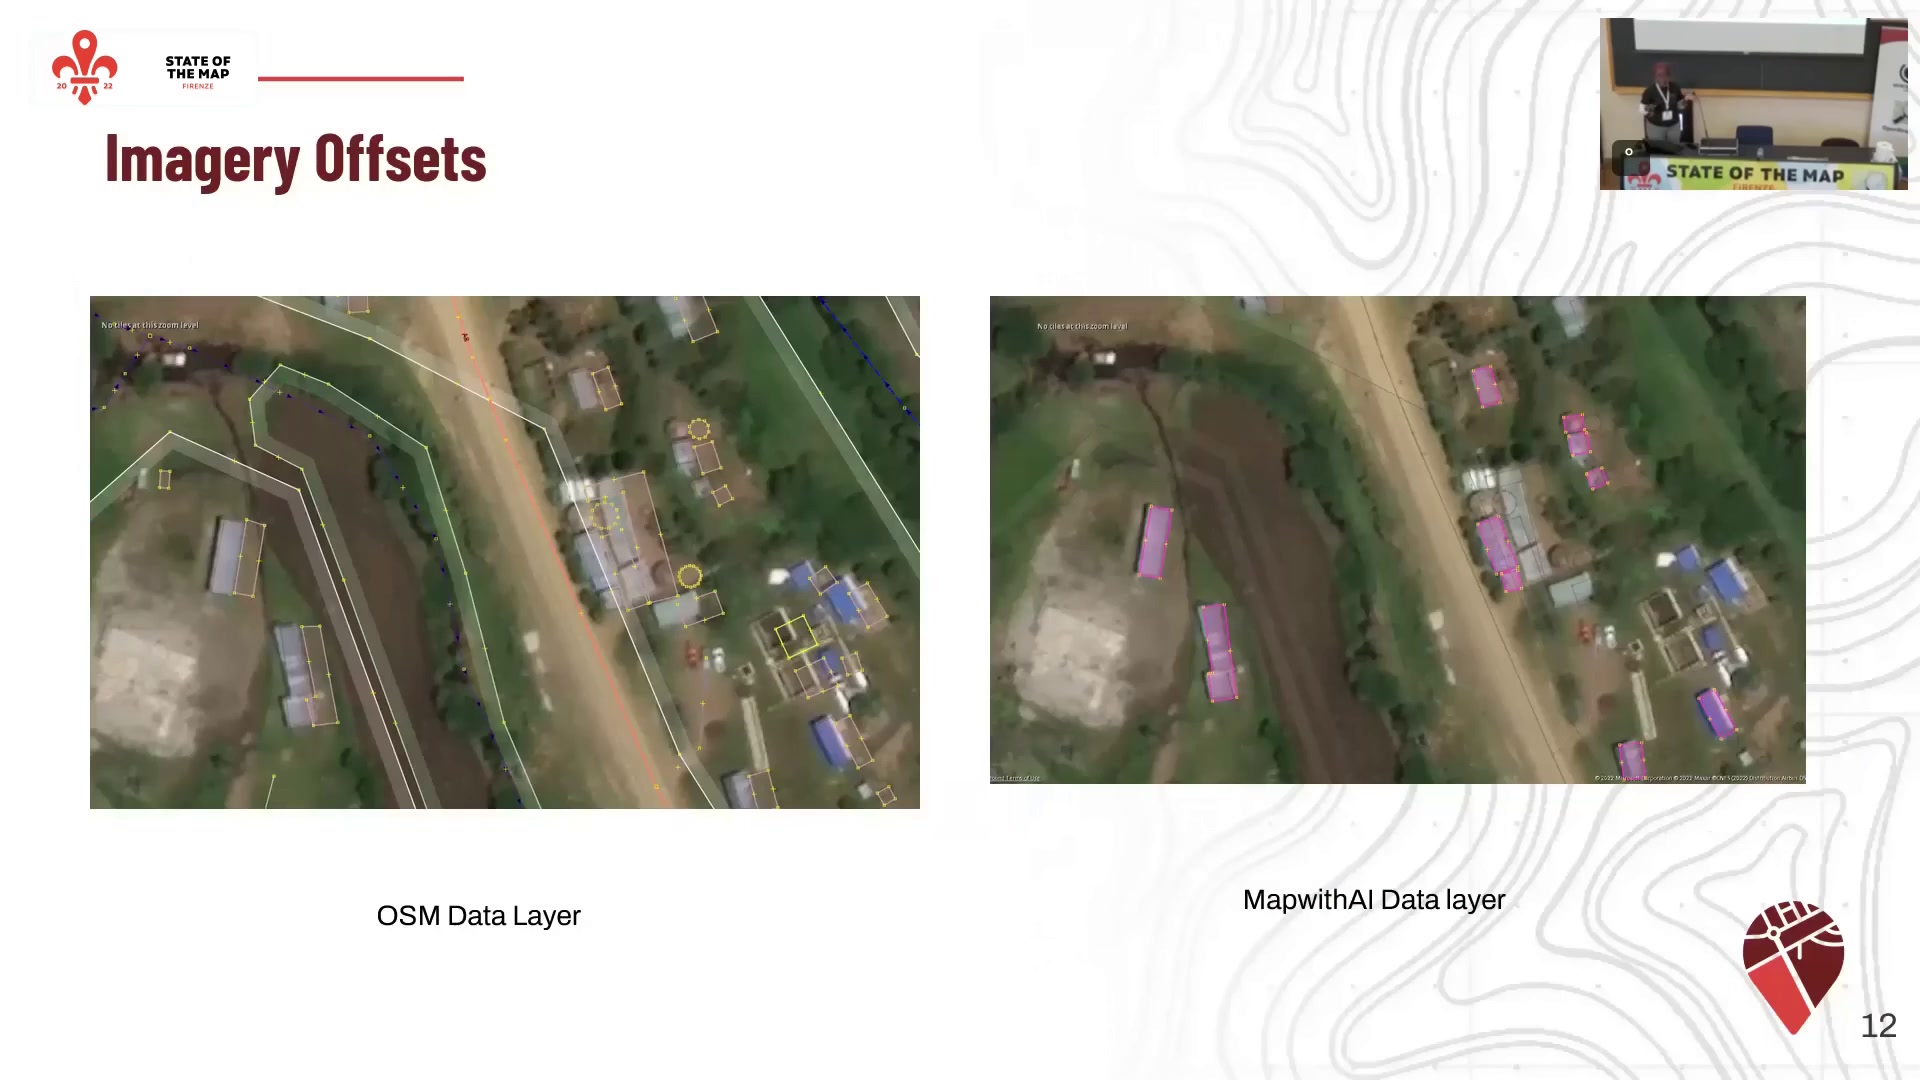 STATE OF
THE MAP
20 22
FIRENZE
Imagery Offsets
STATE OF THE MAP
FIRENZE
No tiles at this zoom level
No tiles at this zoom level
OSM Data Layer
MapwithAI Data layer
12